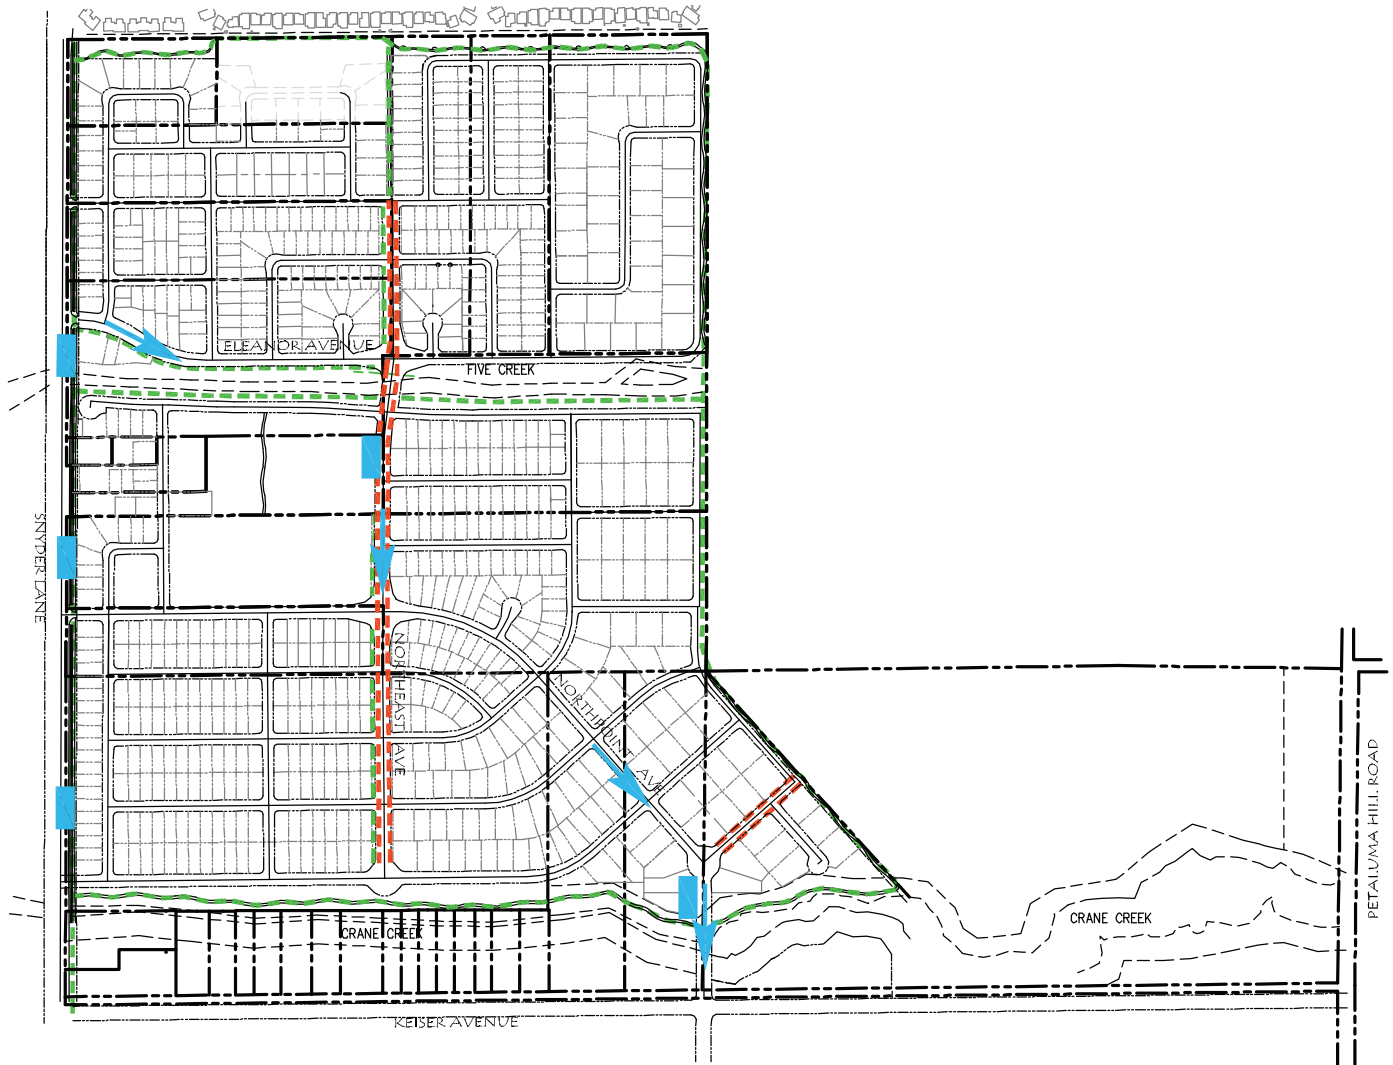 ELEANOR AVENUE
FIVE CREEK
SNYDER LANE
NORTHEAST AVE
NORTHPOINT AVE
CRANE CREEK
CRANE CREEK
PETALUMA HILL ROAD
KEISER AVENUE